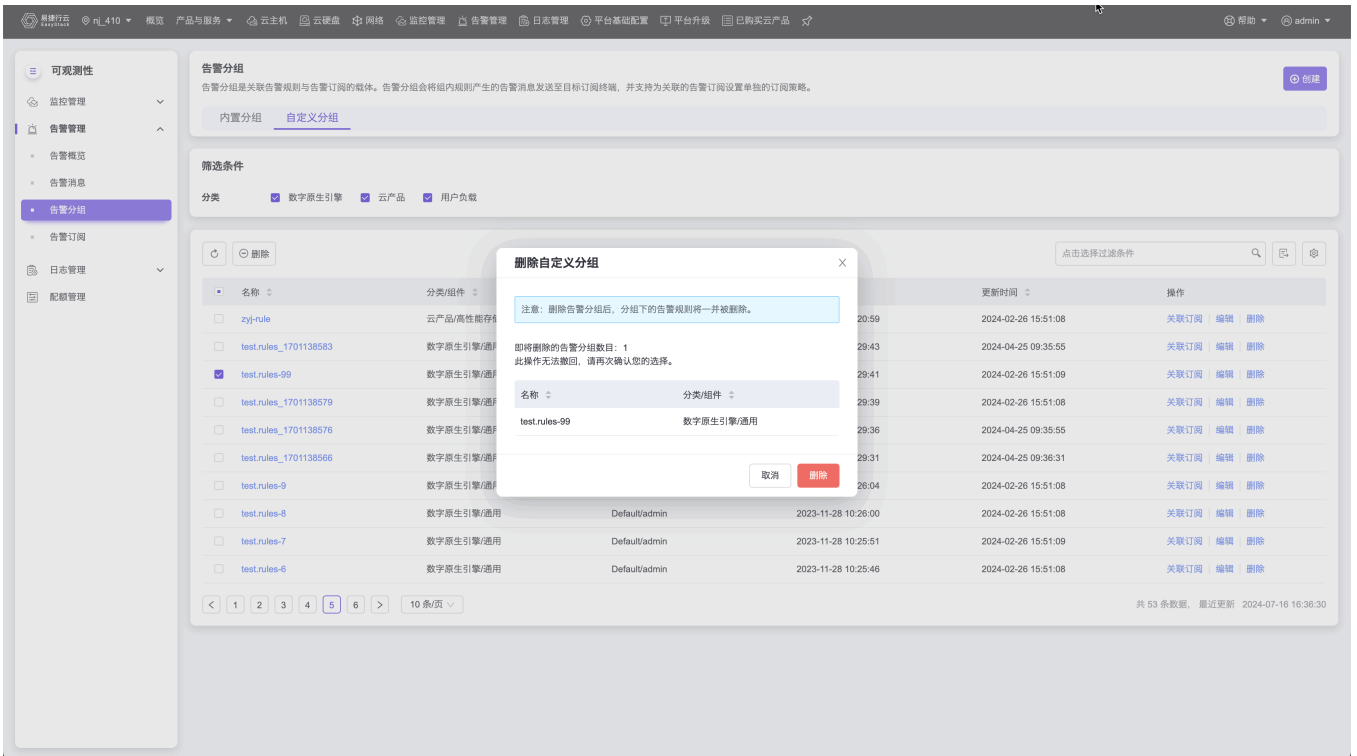 易捷行云 EasyStack nj_410 概览 产品与服务 云主机 云硬盘 网络 监控管理 告警管理 日志管理 平台基础配置 平台升级 已购买云产品 帮助 admin
可观测性
监控管理
告警管理
告警概览
告警消息
告警分组
告警订阅
日志管理
配额管理
告警分组
告警分组是关联告警规则与告警订阅的载体。告警分组会将组内规则产生的告警消息发送至目标订阅终端，并支持为关联的告警订阅设置单独的订阅策略。
创建
内置分组 自定义分组
筛选条件
分类 数字原生引擎 云产品 用户负载
删除 点击选择过滤条件
名称 分类/组件 更新时间 操作
zyj-rule 云产品/高性能存 20:59 2024-02-26 15:51:08 关联订阅 编辑 删除
test.rules_1701138583 数字原生引擎/通 29:43 2024-04-25 09:35:55 关联订阅 编辑 删除
test.rules-99 数字原生引擎/通 29:41 2024-02-26 15:51:09 关联订阅 编辑 删除
test.rules_1701138579 数字原生引擎/通 29:39 2024-02-26 15:51:08 关联订阅 编辑 删除
test.rules_1701138576 数字原生引擎/通 29:36 2024-04-25 09:35:55 关联订阅 编辑 删除
test.rules_1701138566 数字原生引擎/通 29:31 2024-04-25 09:36:31 关联订阅 编辑 删除
test.rules-9 数字原生引擎/通 26:04 2024-02-26 15:51:08 关联订阅 编辑 删除
test.rules-8 数字原生引擎/通用 Default/admin 2023-11-28 10:26:00 2024-02-26 15:51:08 关联订阅 编辑 删除
test.rules-7 数字原生引擎/通用 Default/admin 2023-11-28 10:25:51 2024-02-26 15:51:09 关联订阅 编辑 删除
test.rules-6 数字原生引擎/通用 Default/admin 2023-11-28 10:25:46 2024-02-26 15:51:08 关联订阅 编辑 删除
1 2 3 4 5 6 10 条/页 共 53 条数据， 最近更新 2024-07-16 16:36:30
删除自定义分组
注意：删除告警分组后，分组下的告警规则将一并被删除。
即将删除的告警分组数目：1
此操作无法撤回，请再次确认您的选择。
名称 分类/组件
test.rules-99 数字原生引擎/通用
取消 删除